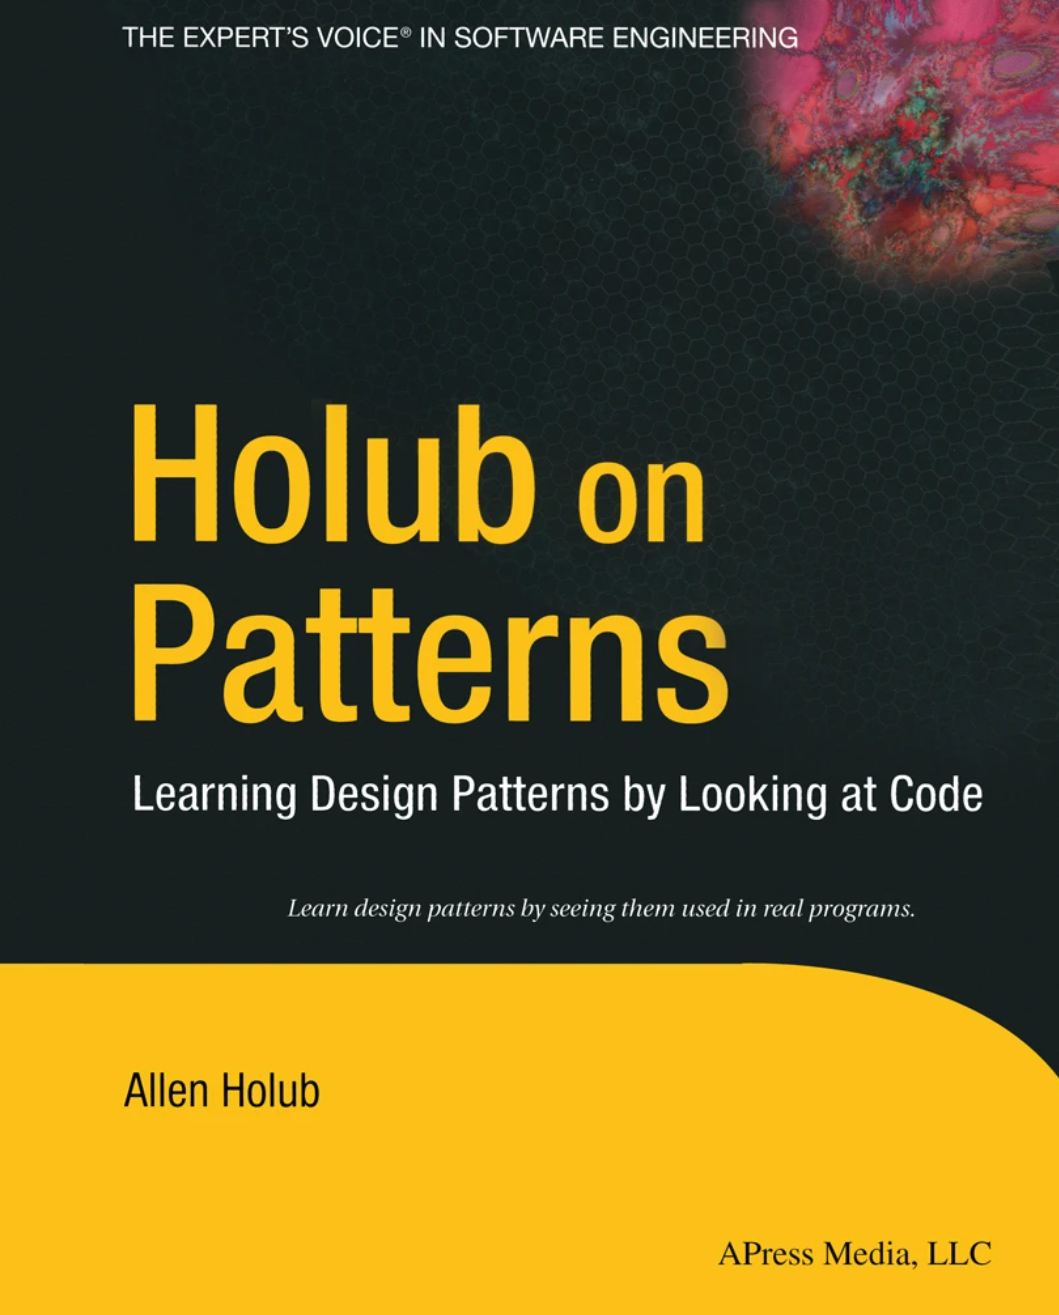 THE EXPERT'S VOICE® IN SOFTWARE ENGINEERING
Holub on
Patterns
Learning Design Patterns by Looking at Code
Learn design patterns by seeing them used in real programs.
Allen Holub
APress Media, LLC